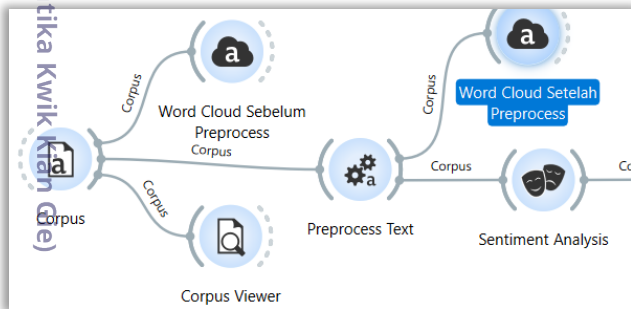 tika Kwik Kian Gie)
a
Word Cloud Sebelum
Preprocess
Corpus
a
Corpus
Corpus
Corpus
Corpus Viewer
a
Preprocess Text
Corpus
a
Word Cloud Setelah
Preprocess
Corpus
Sentiment Analysis
Co